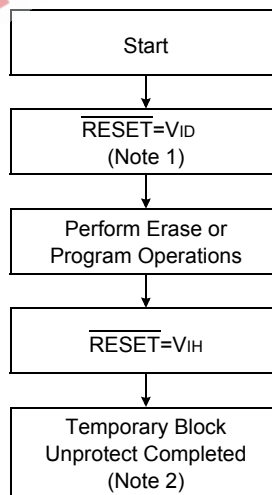 Start
RESET=VID
(Note 1)
Perform Erase or
Program Operations
RESET=VIH
Temporary Block
Unprotect Completed
(Note 2)